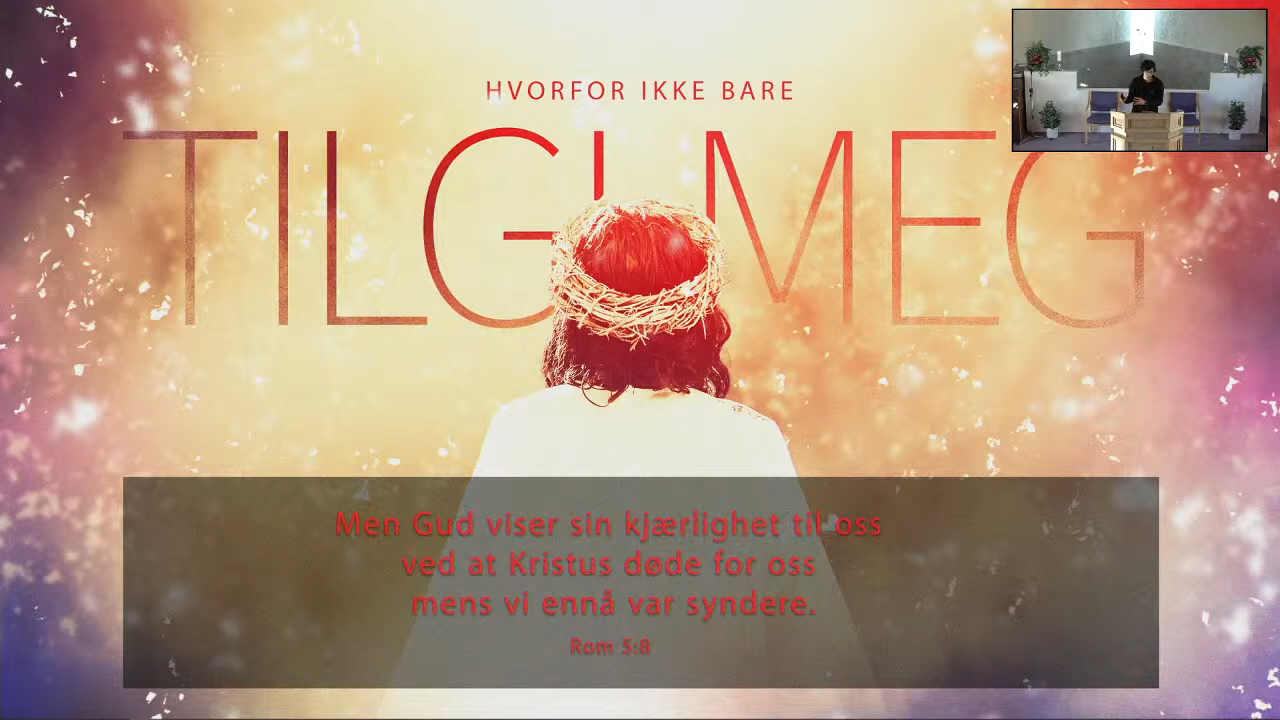 HVORFOR IKKE BARE
TILGI MEG
Men Gud viser sin kjærlighet til oss
ved at Kristus døde for oss
mens vi ennå var syndere.
Rom 5:8